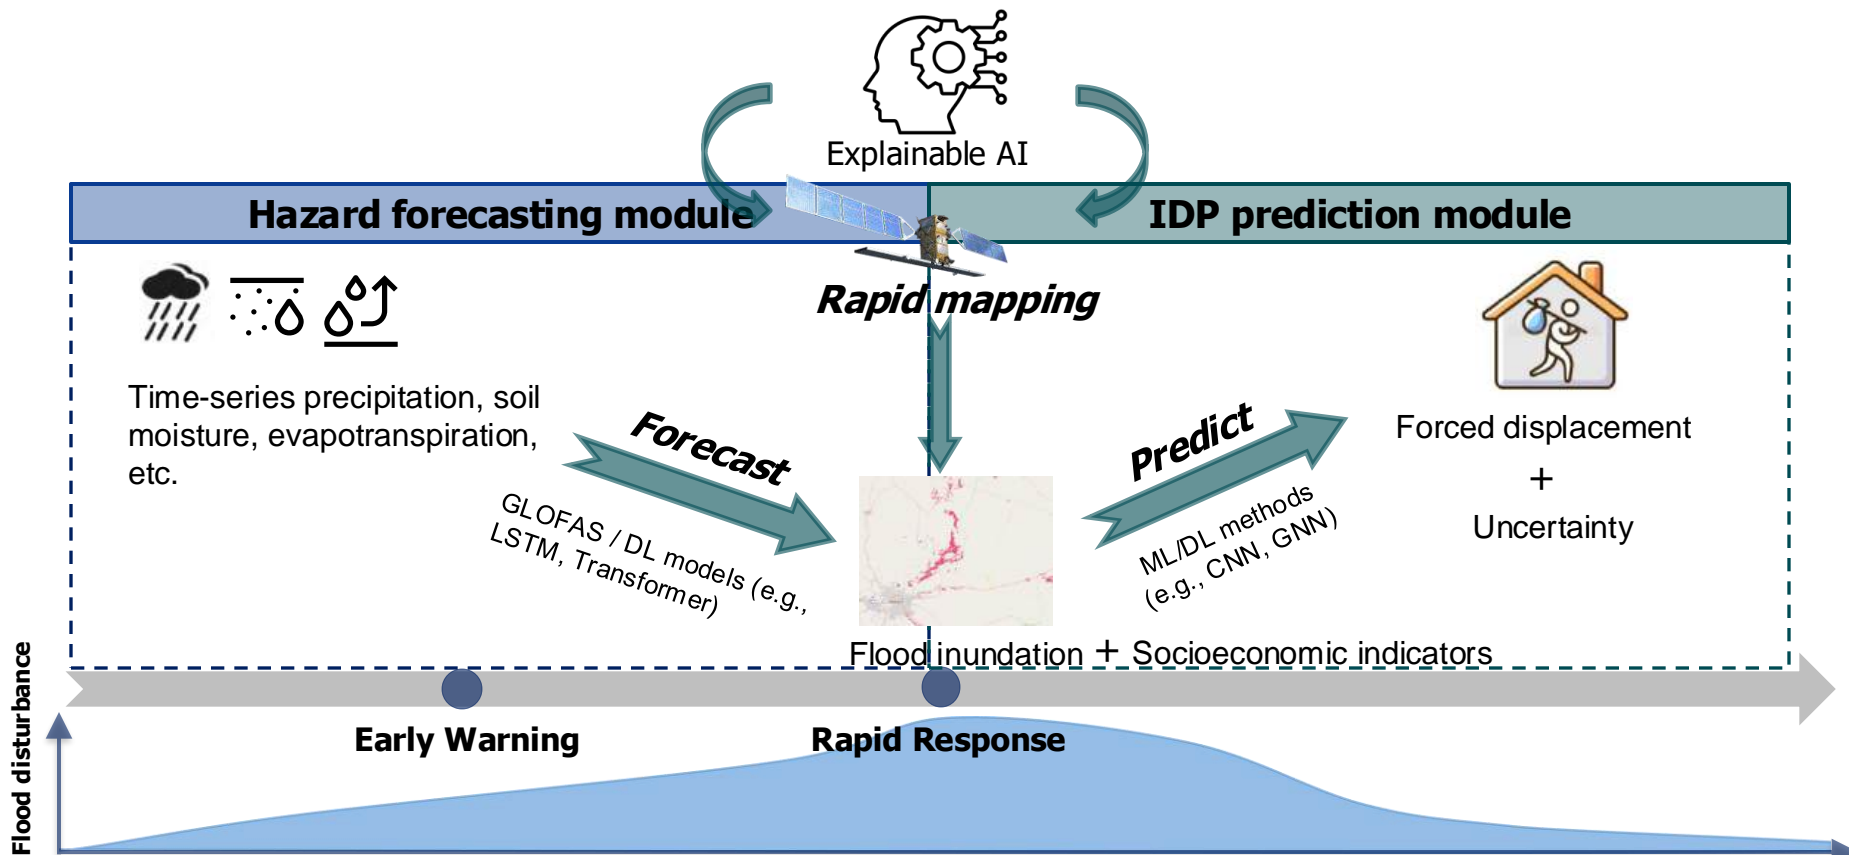 Explainable AI
Hazard forecasting module
IDP prediction module
Rapid mapping
Time-series precipitation, soil
moisture, evapotranspiration,
etc.
Forecast
GLOFAS / DL models (e.g.,
LSTM, Transformer)
Predict
ML/DL methods
(e.g., CNN, GNN)
Forced displacement
+
Uncertainty
Flood inundation + Socioeconomic indicators
Early Warning
Rapid Response
Flood disturbance